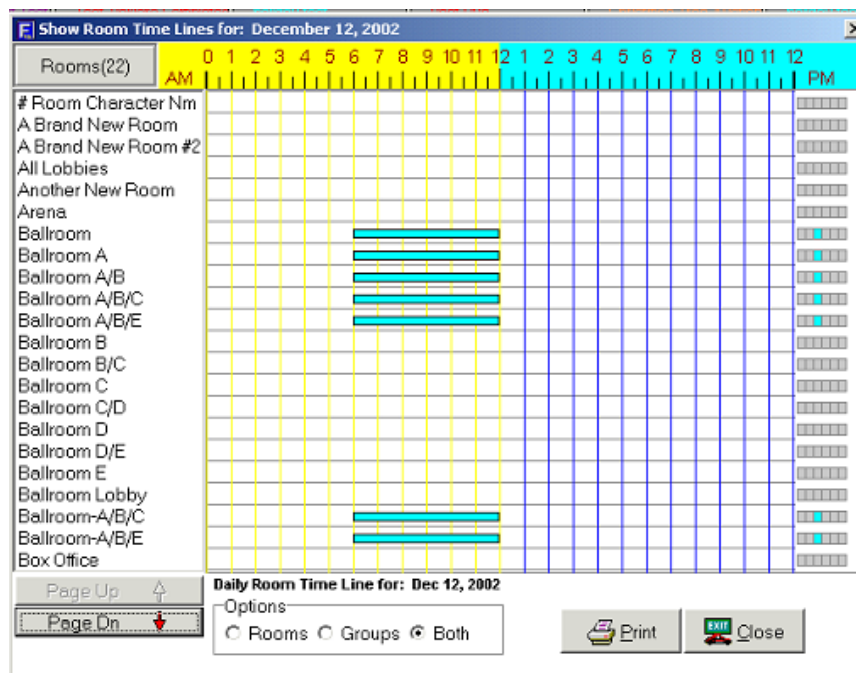 Show Room Time Lines for: December 12, 2002
Rooms(22)
0 1 2 3 4 5 6 7 8 9 10 11 12 1 2 3 4 5 6 7 8 9 10 11 12
AM PM
# Room Character Nm
A Brand New Room
A Brand New Room #2
All Lobbies
Another New Room
Arena
Ballroom
Ballroom A
Ballroom A/B
Ballroom A/B/C
Ballroom A/B/E
Ballroom B
Ballroom B/C
Ballroom C
Ballroom C/D
Ballroom D
Ballroom D/E
Ballroom E
Ballroom Lobby
Ballroom-A/B/C
Ballroom-A/B/E
Box Office
Page Up
Page Dn
Daily Room Time Line for: Dec 12, 2002
Options
Rooms Groups Both
Print
EXIT Close